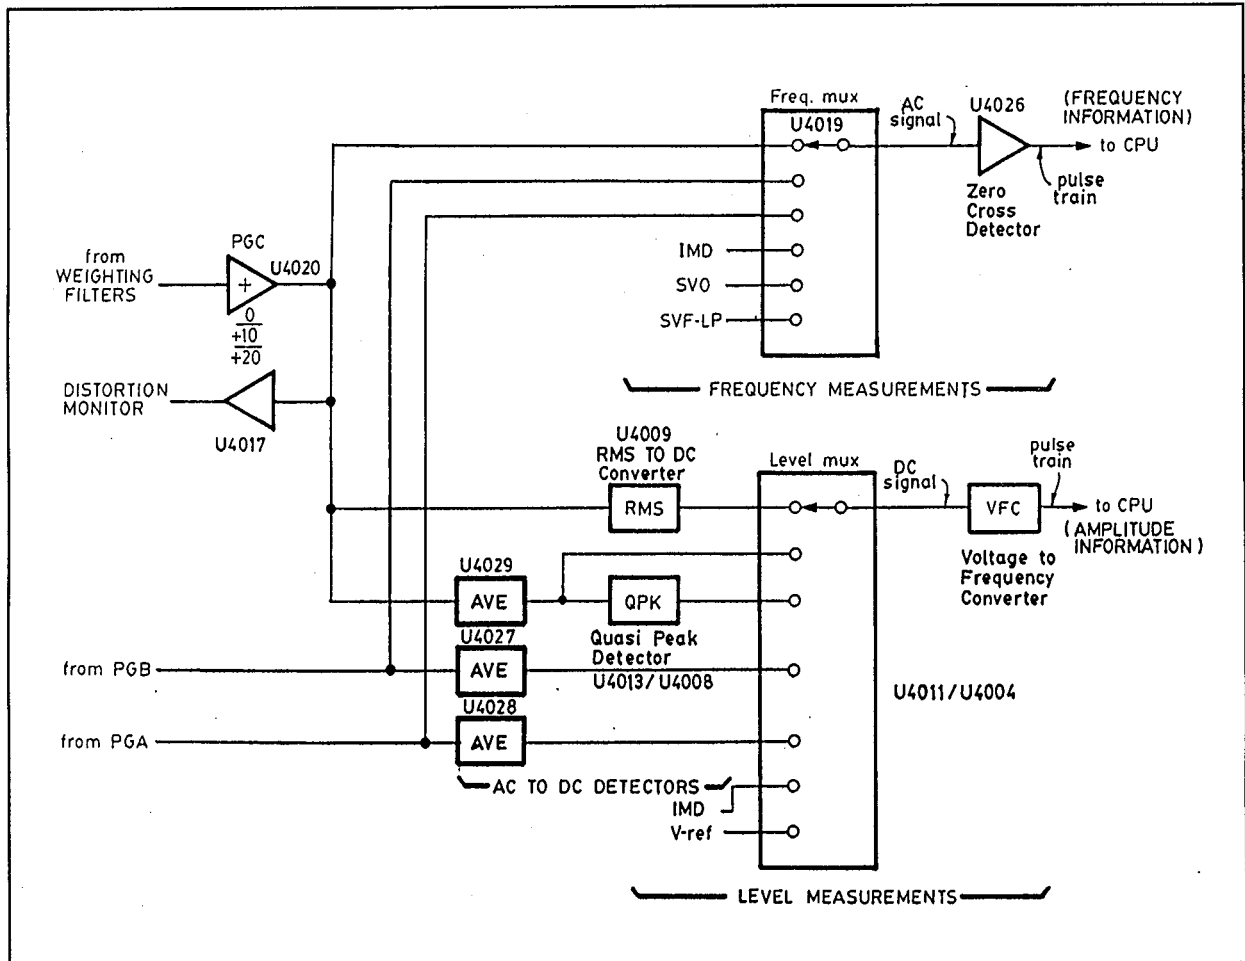 Freq. mux
U4019
AC
signal
U4026
(FREQUENCY
INFORMATION)
to CPU
pulse
train
Zero
Cross
Detector
from
WEIGHTING
FILTERS
PGC
U4020
+
0
+10
+20
IMD
SVO
SVF-LP
DISTORTION
MONITOR
U4017
FREQUENCY MEASUREMENTS
U4009
RMS TO DC
Converter
RMS
Level mux
DC
signal
pulse
train
VFC
to CPU
(AMPLITUDE
INFORMATION)
Voltage to
Frequency
Converter
U4029
AVE
QPK
Quasi Peak
Detector
U4013/U4008
U4027
AVE
from PGB
U4011/U4004
U4028
AVE
from PGA
AC TO DC DETECTORS
IMD
V-ref
LEVEL MEASUREMENTS